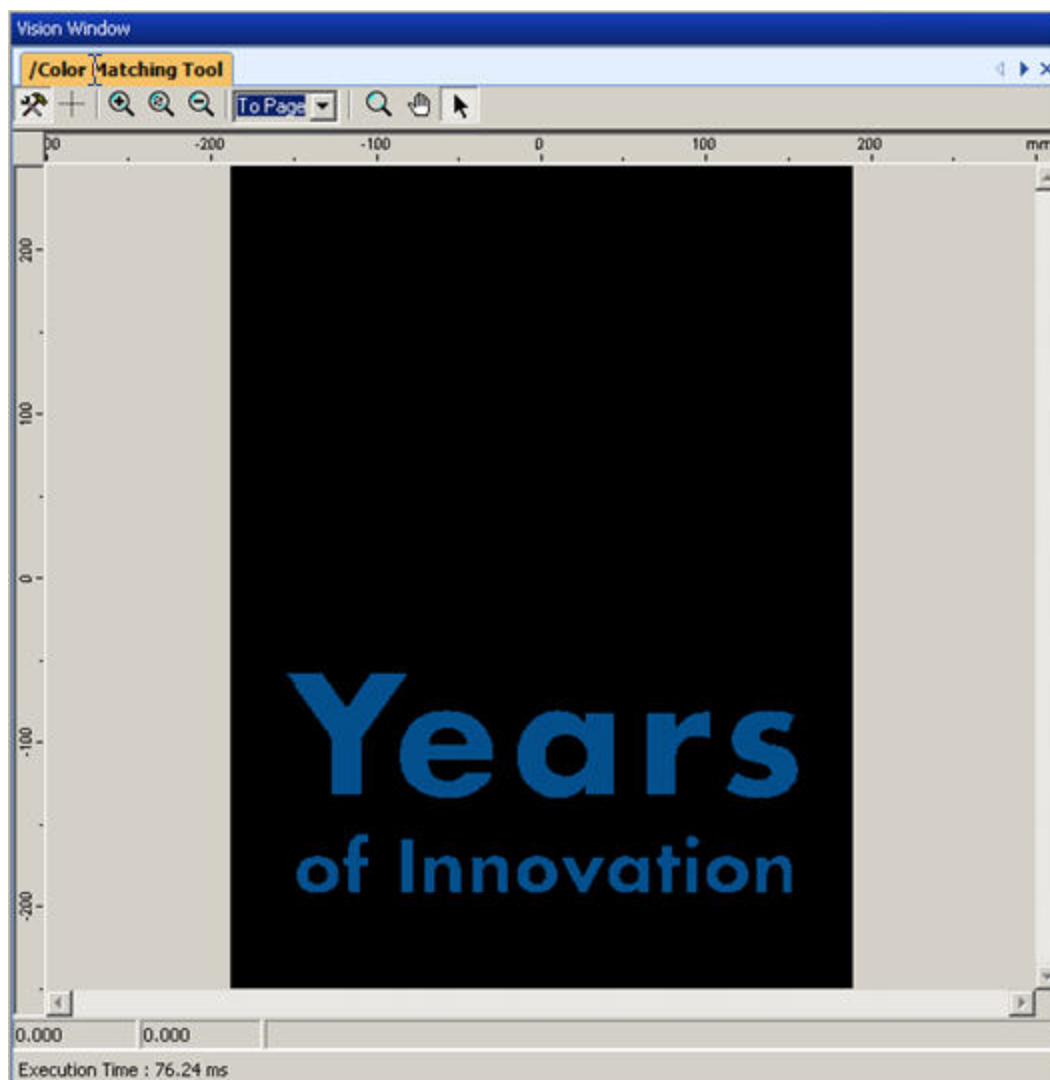 Vision Window
/Color Matching Tool
To Page
-200 -100 0 100 200 mm
200
100
0
-100
-200
Years
of Innovation
0.000 0.000
Execution Time : 76.24 ms